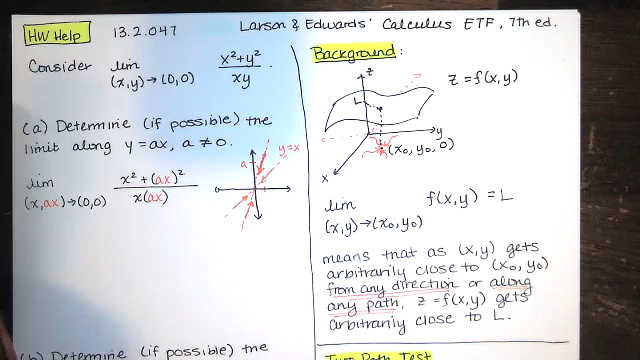 HW Help 13.2.047 Larson & Edwards' Calculus ETF, 7th ed.
Consider lim (x,y)→(0,0) x²+y² / xy .
(a) Determine (if possible) the
limit along y=ax, a≠0.
lim (x,ax)→(0,0) x²+(ax)² / x(ax)
a
y=x
(b) Determine (if possible) the
Background:
z
z = f(x,y)
L
y
(x₀, y₀, 0)
x
lim (x,y)→(x₀,y₀) f(x,y) = L
means that as (x,y) gets
arbitrarily close to (x₀, y₀)
from any direction or along
any path, z = f(x,y) gets
arbitrarily close to L.
Two Path Test